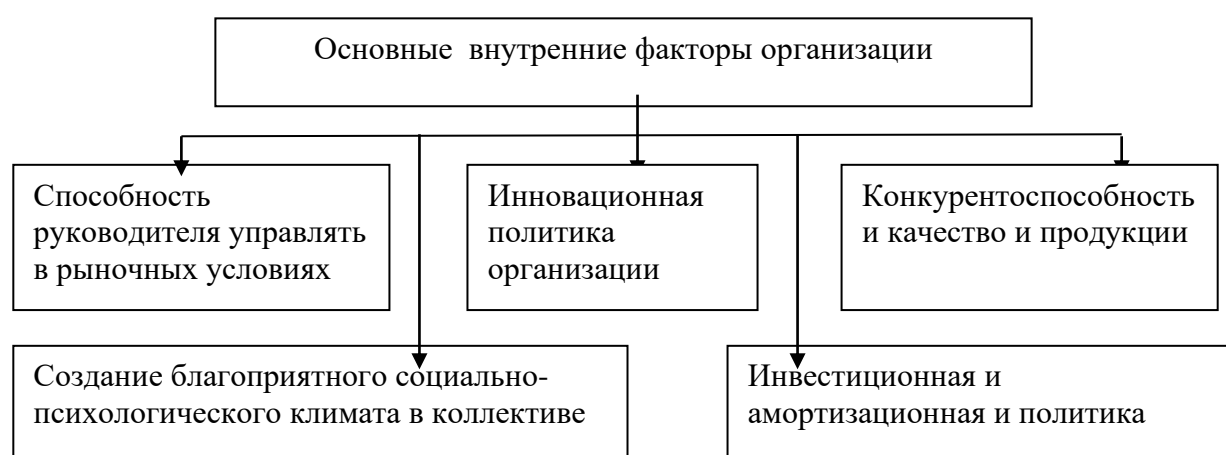 Основные внутренние факторы организации
Способность
руководителя управлять
в рыночных условиях
Инновационная
политика
организации
Конкурентоспособность
и качество и продукции
Создание благоприятного социально-
психологического климата в коллективе
Инвестиционная и
амортизационная и политика